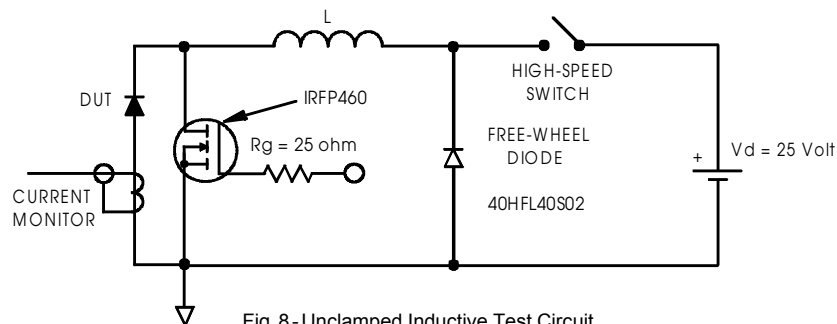 L
HIGH-SPEED
SWITCH
DUT
IRFP460
Rg = 25 ohm
FREE-WHEEL
DIODE
40HFL40S02
+
Vd = 25 Volt
CURRENT
MONITOR
Fig. 8 - Unclamped Inductive Test Circuit